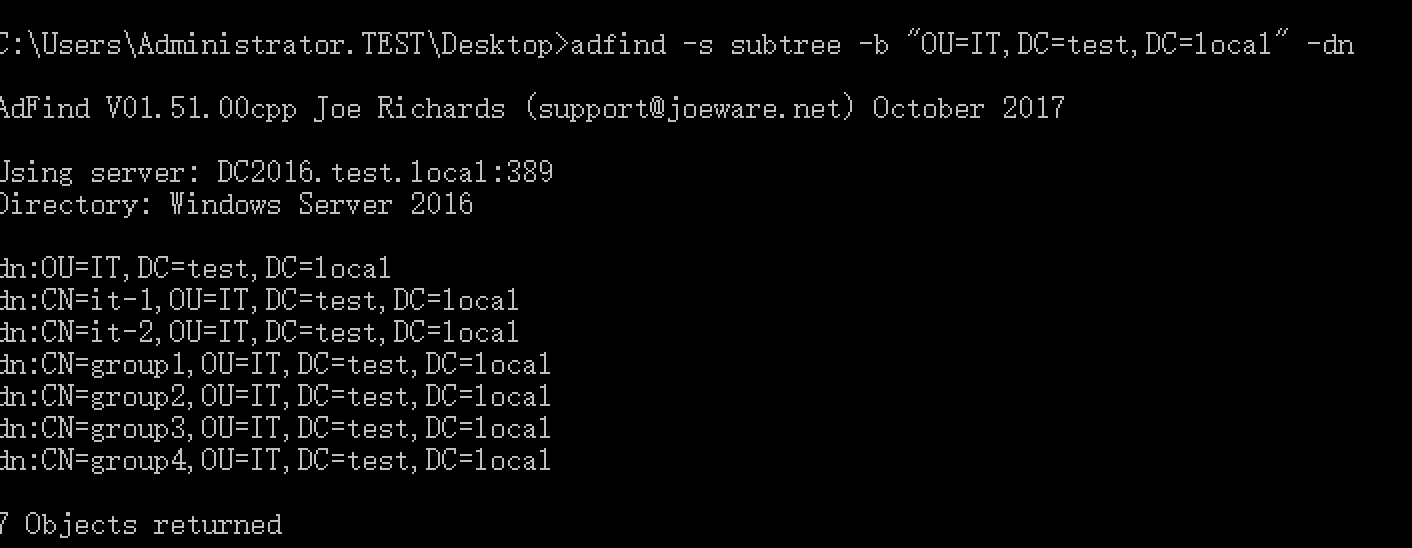 C:\Users\Administrator.TEST\Desktop>adfind -s subtree -b "OU=IT,DC=test,DC=local" -dn
AdFind V01.51.00cpp Joe Richards (support@joeware.net) October 2017
Using server: DC2016.test.local:389
Directory: Windows Server 2016
dn:OU=IT,DC=test,DC=local
dn:CN=it-1,OU=IT,DC=test,DC=local
dn:CN=it-2,OU=IT,DC=test,DC=local
dn:CN=group1,OU=IT,DC=test,DC=local
dn:CN=group2,OU=IT,DC=test,DC=local
dn:CN=group3,OU=IT,DC=test,DC=local
dn:CN=group4,OU=IT,DC=test,DC=local
7 Objects returned